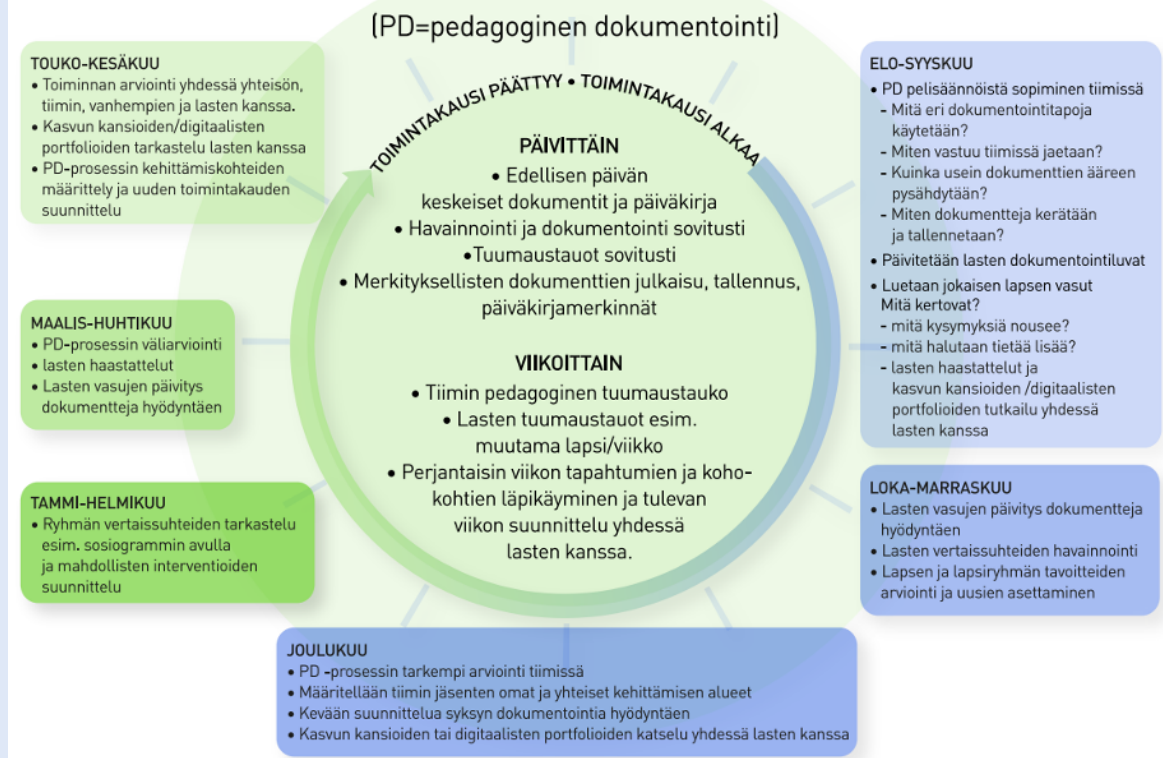 (PD=pedagoginen dokumentointi)
TOIMINTAKAUSI PÄÄTTYY • TOIMINTAKAUSI ALKAA
PÄIVITTÄIN
• Edellisen päivän
keskeiset dokumentit ja päiväkirja
• Havainnointi ja dokumentointi sovitusti
•Tuumaustauot sovitusti
• Merkityksellisten dokumenttien julkaisu, tallennus,
päiväkirjamerkinnät
VIIKOITTAIN
• Tiimin pedagoginen tuumaustauko
• Lasten tuumaustauot esim.
muutama lapsi/viikko
• Perjantaisin viikon tapahtumien ja koho-
kohtien läpikäyminen ja tulevan
viikon suunnittelu yhdessä
lasten kanssa.
ELO-SYYSKUU
• PD pelisäännöistä sopiminen tiimissä
- Mitä eri dokumentointitapoja
käytetään?
- Miten vastuu tiimissä jaetaan?
- Kuinka usein dokumenttien ääreen
pysähdytään?
- Miten dokumentteja kerätään
ja tallennetaan?
• Päivitetään lasten dokumentointiluvat
• Luetaan jokaisen lapsen vasut
Mitä kertovat?
- mitä kysymyksiä nousee?
- mitä halutaan tietää lisää?
- lasten haastattelut ja
kasvun kansioiden /digitaalisten
portfolioiden tutkailu yhdessä
lasten kanssa
LOKA-MARRASKUU
• Lasten vasujen päivitys dokumentteja
hyödyntäen
• Lasten vertaissuhteiden havainnointi
• Lapsen ja lapsiryhmän tavoitteiden
arviointi ja uusien asettaminen
JOULUKUU
• PD -prosessin tarkempi arviointi tiimissä
• Määritellään tiimin jäsenten omat ja yhteiset kehittämisen alueet
• Kevään suunnittelua syksyn dokumentointia hyödyntäen
• Kasvun kansioiden tai digitaalisten portfolioiden katselu yhdessä lasten kanssa
TAMMI-HELMIKUU
• Ryhmän vertaissuhteiden tarkastelu
esim. sosiogrammin avulla
ja mahdollisten interventioiden
suunnittelu
MAALIS-HUHTIKUU
• PD-prosessin väliarviointi
• lasten haastattelut
• Lasten vasujen päivitys
dokumentteja hyödyntäen
TOUKO-KESÄKUU
• Toiminnan arviointi yhdessä yhteisön,
tiimin, vanhempien ja lasten kanssa.
• Kasvun kansioiden/digitaalisten
portfolioiden tarkastelu lasten kanssa
• PD-prosessin kehittämiskohteiden
määrittely ja uuden toimintakauden
suunnittelu